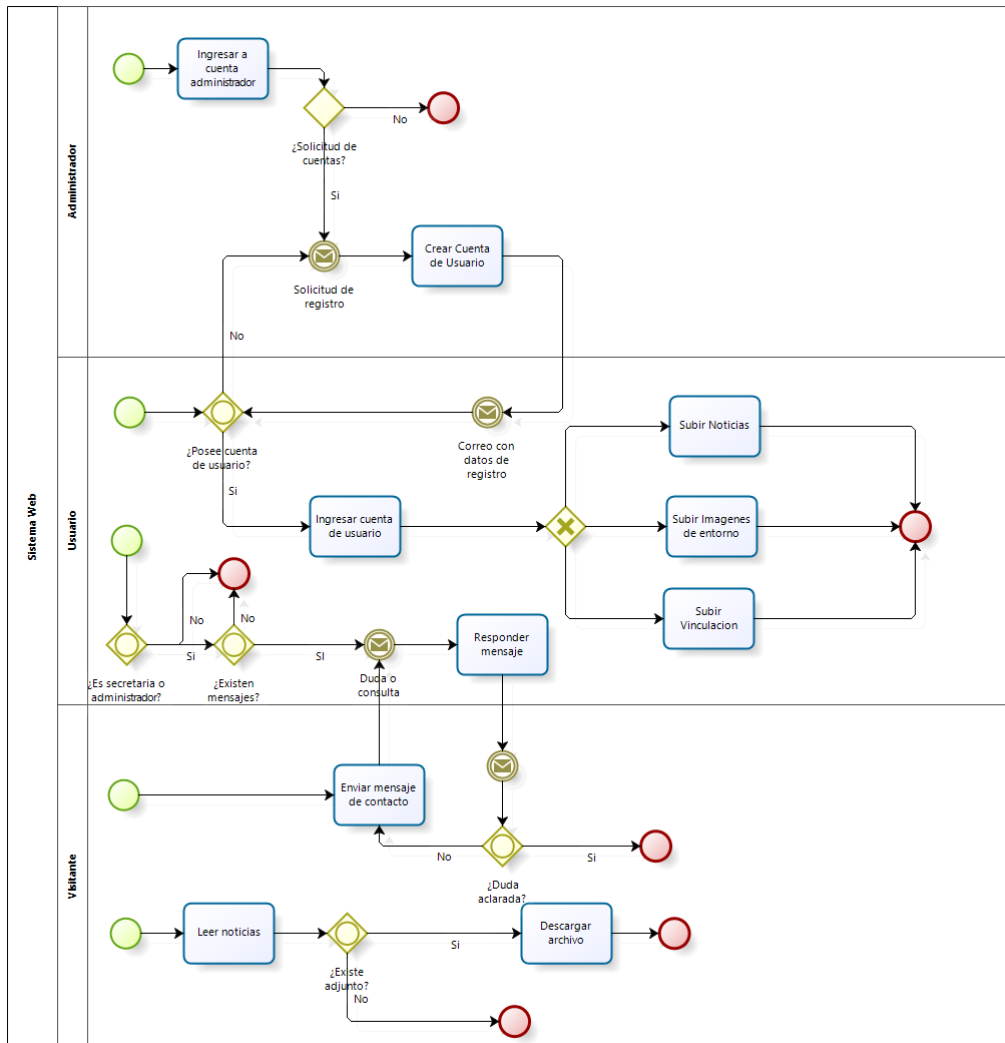 Sistema Web
Administrador
Ingresar a
cuenta
administrador
No
¿Solicitud de
cuentas?
Si
Solicitud de
registro
Crear Cuenta
de Usuario
No
Usuario
¿Posee cuenta
de usuario?
Si
Correo con
datos de
registro
Ingresar cuenta
de usuario
Subir Noticias
Subir Imagenes
de entorno
Subir
Vinculacion
No
No
Si
SI
¿Es secretaria o
administrador?
¿Existen
mensajes?
Duda o
consulta
Responder
mensaje
Visitante
Enviar mensaje
de contacto
No
Si
¿Duda
aclarada?
Leer noticias
Si
¿Existe
adjunto?
No
Descargar
archivo